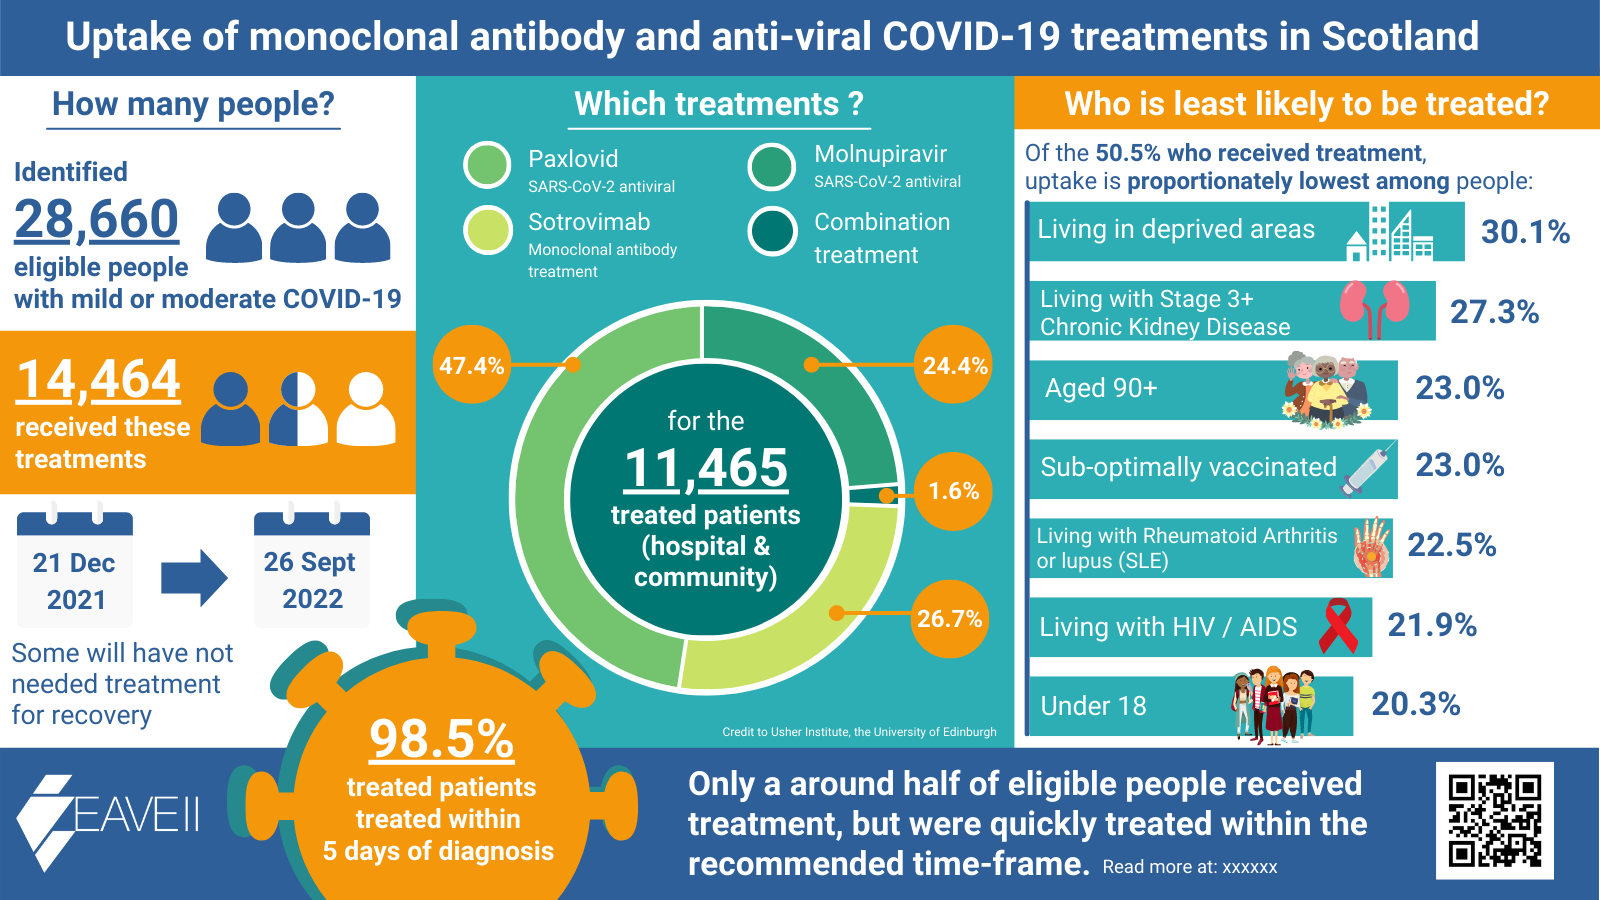 Uptake of monoclonal antibody and anti-viral COVID-19 treatments in Scotland
How many people?
Identified
28,660
eligible people
with mild or moderate COVID-19
14,464
received these
treatments
21 Dec
2021
26 Sept
2022
Some will have not
needed treatment
for recovery
Which treatments ?
Paxlovid
SARS-CoV-2 antiviral
Molnupiravir
SARS-CoV-2 antiviral
Sotrovimab
Monoclonal antibody
treatment
Combination
treatment
47.4%
24.4%
1.6%
26.7%
for the
11,465
treated patients
(hospital &
community)
Credit to Usher Institute, the University of Edinburgh
Who is least likely to be treated?
Of the 50.5% who received treatment,
uptake is proportionately lowest among people:
Living in deprived areas
30.1%
Living with Stage 3+
Chronic Kidney Disease
27.3%
Aged 90+
23.0%
Sub-optimally vaccinated
23.0%
Living with Rheumatoid Arthritis
or lupus (SLE)
22.5%
Living with HIV / AIDS
21.9%
Under 18
20.3%
EAVEII
98.5%
treated patients
treated within
5 days of diagnosis
Only a around half of eligible people received
treatment, but were quickly treated within the
recommended time-frame. Read more at: xxxxxx